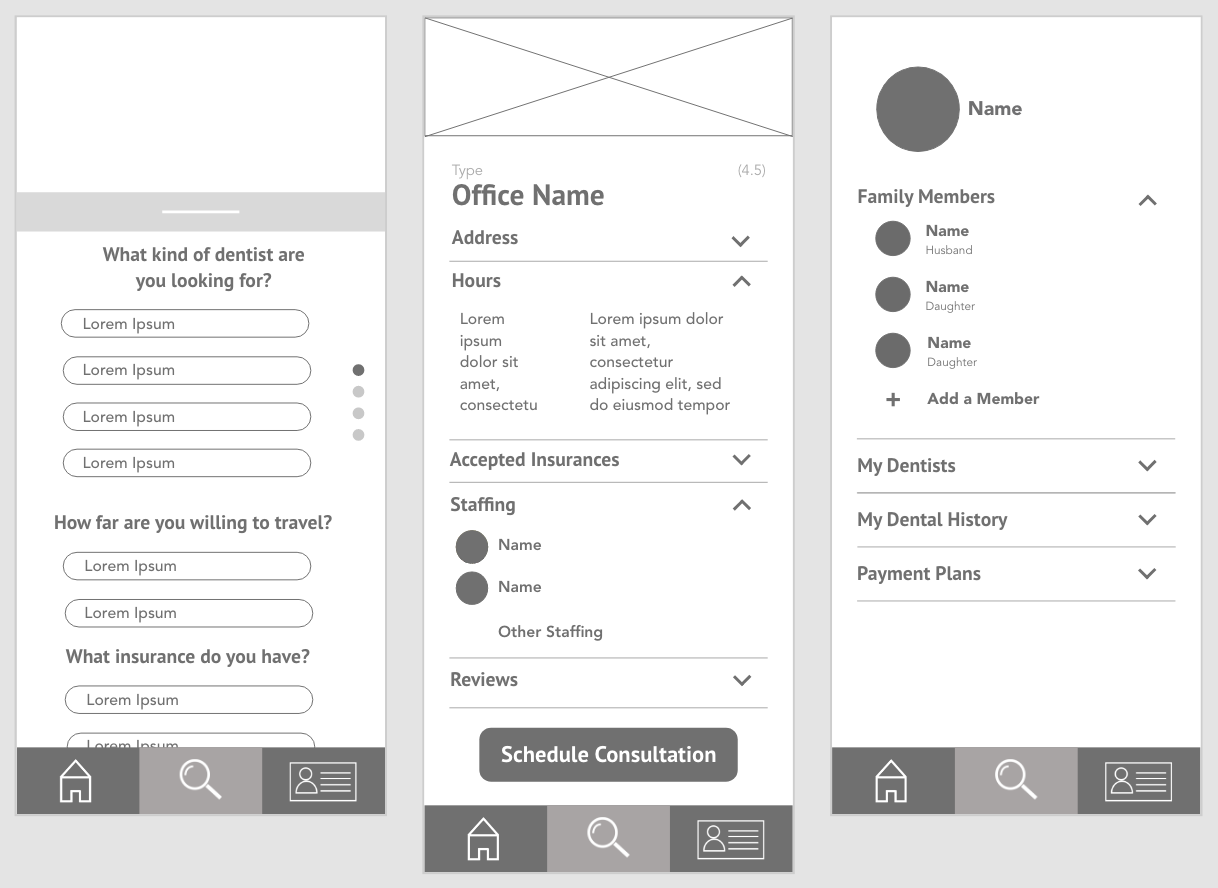 What kind of dentist are
you looking for?
Lorem Ipsum
Lorem Ipsum
Lorem Ipsum
Lorem Ipsum
How far are you willing to travel?
Lorem Ipsum
Lorem Ipsum
What insurance do you have?
Lorem Ipsum
Lorem Ipsum
Type
(4.5)
Office Name
Address
Hours
Lorem
ipsum
dolor sit
amet,
consectetu
Lorem ipsum dolor
sit amet,
consectetur
adipiscing elit, sed
do eiusmod tempor
Accepted Insurances
Staffing
Name
Name
Other Staffing
Reviews
Schedule Consultation
Name
Family Members
Name
Husband
Name
Daughter
Name
Daughter
+ Add a Member
My Dentists
My Dental History
Payment Plans